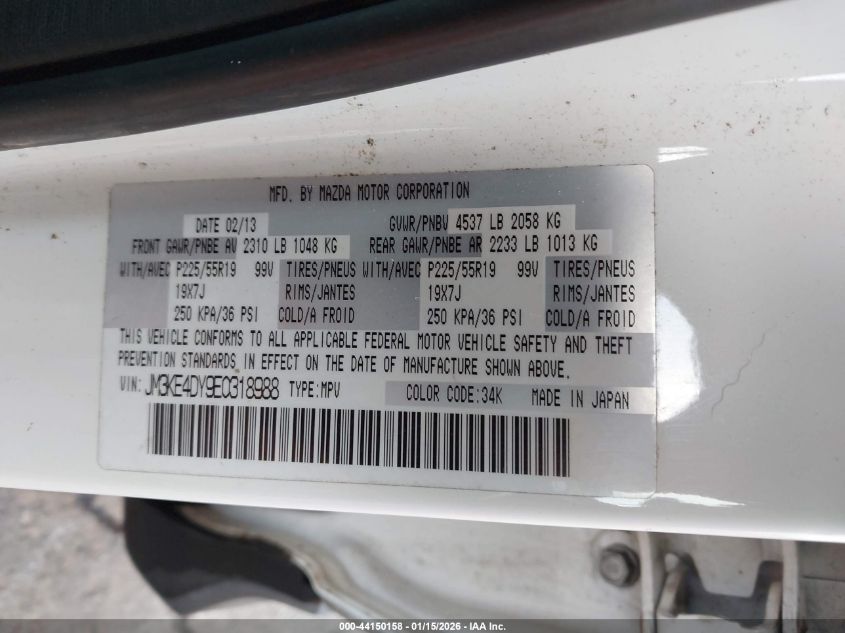 MFD. BY MAZDA MOTOR CORPORATION
DATE 02/13 GVWR/PNBV 4537 LB 2058 KG
FRONT GAWR/PNBE AV 2310 LB 1048 KG REAR GAWR/PNBE AR 2233 LB 1013 KG
WITH/AVEC P225/55R19 99V TIRES/PNEUS WITH/AVEC P225/55R19 99V TIRES/PNEUS
19X7J RIMS/JANTES 19X7J RIMS/JANTES
250 KPA/36 PSI COLD/A FROID 250 KPA/36 PSI COLD/A FROID
THIS VEHICLE CONFORMS TO ALL APPLICABLE FEDERAL MOTOR VEHICLE SAFETY AND THEFT
PREVENTION STANDARDS IN EFFECT ON THE DATE OF MANUFACTURE SHOWN ABOVE.
VIN: JM3KE4DY9E0318988 TYPE:MPV COLOR CODE:34K MADE IN JAPAN
000-44150158 - 01/15/2026 - IAA Inc.